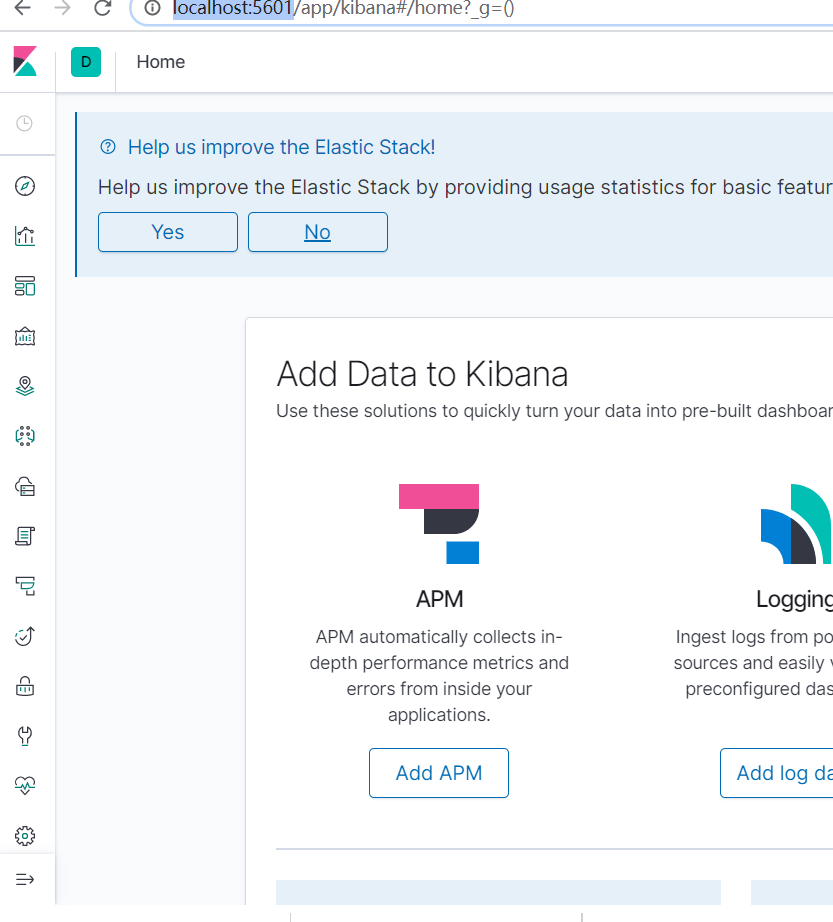 localhost:5601/app/kibana#/home?_g=()
D Home
Help us improve the Elastic Stack!
Help us improve the Elastic Stack by providing usage statistics for basic featur
Yes No
Add Data to Kibana
Use these solutions to quickly turn your data into pre-built dashboar
APM
APM automatically collects in-
depth performance metrics and
errors from inside your
applications.
Add APM
Logging
Ingest logs from po
sources and easily v
preconfigured das
Add log da